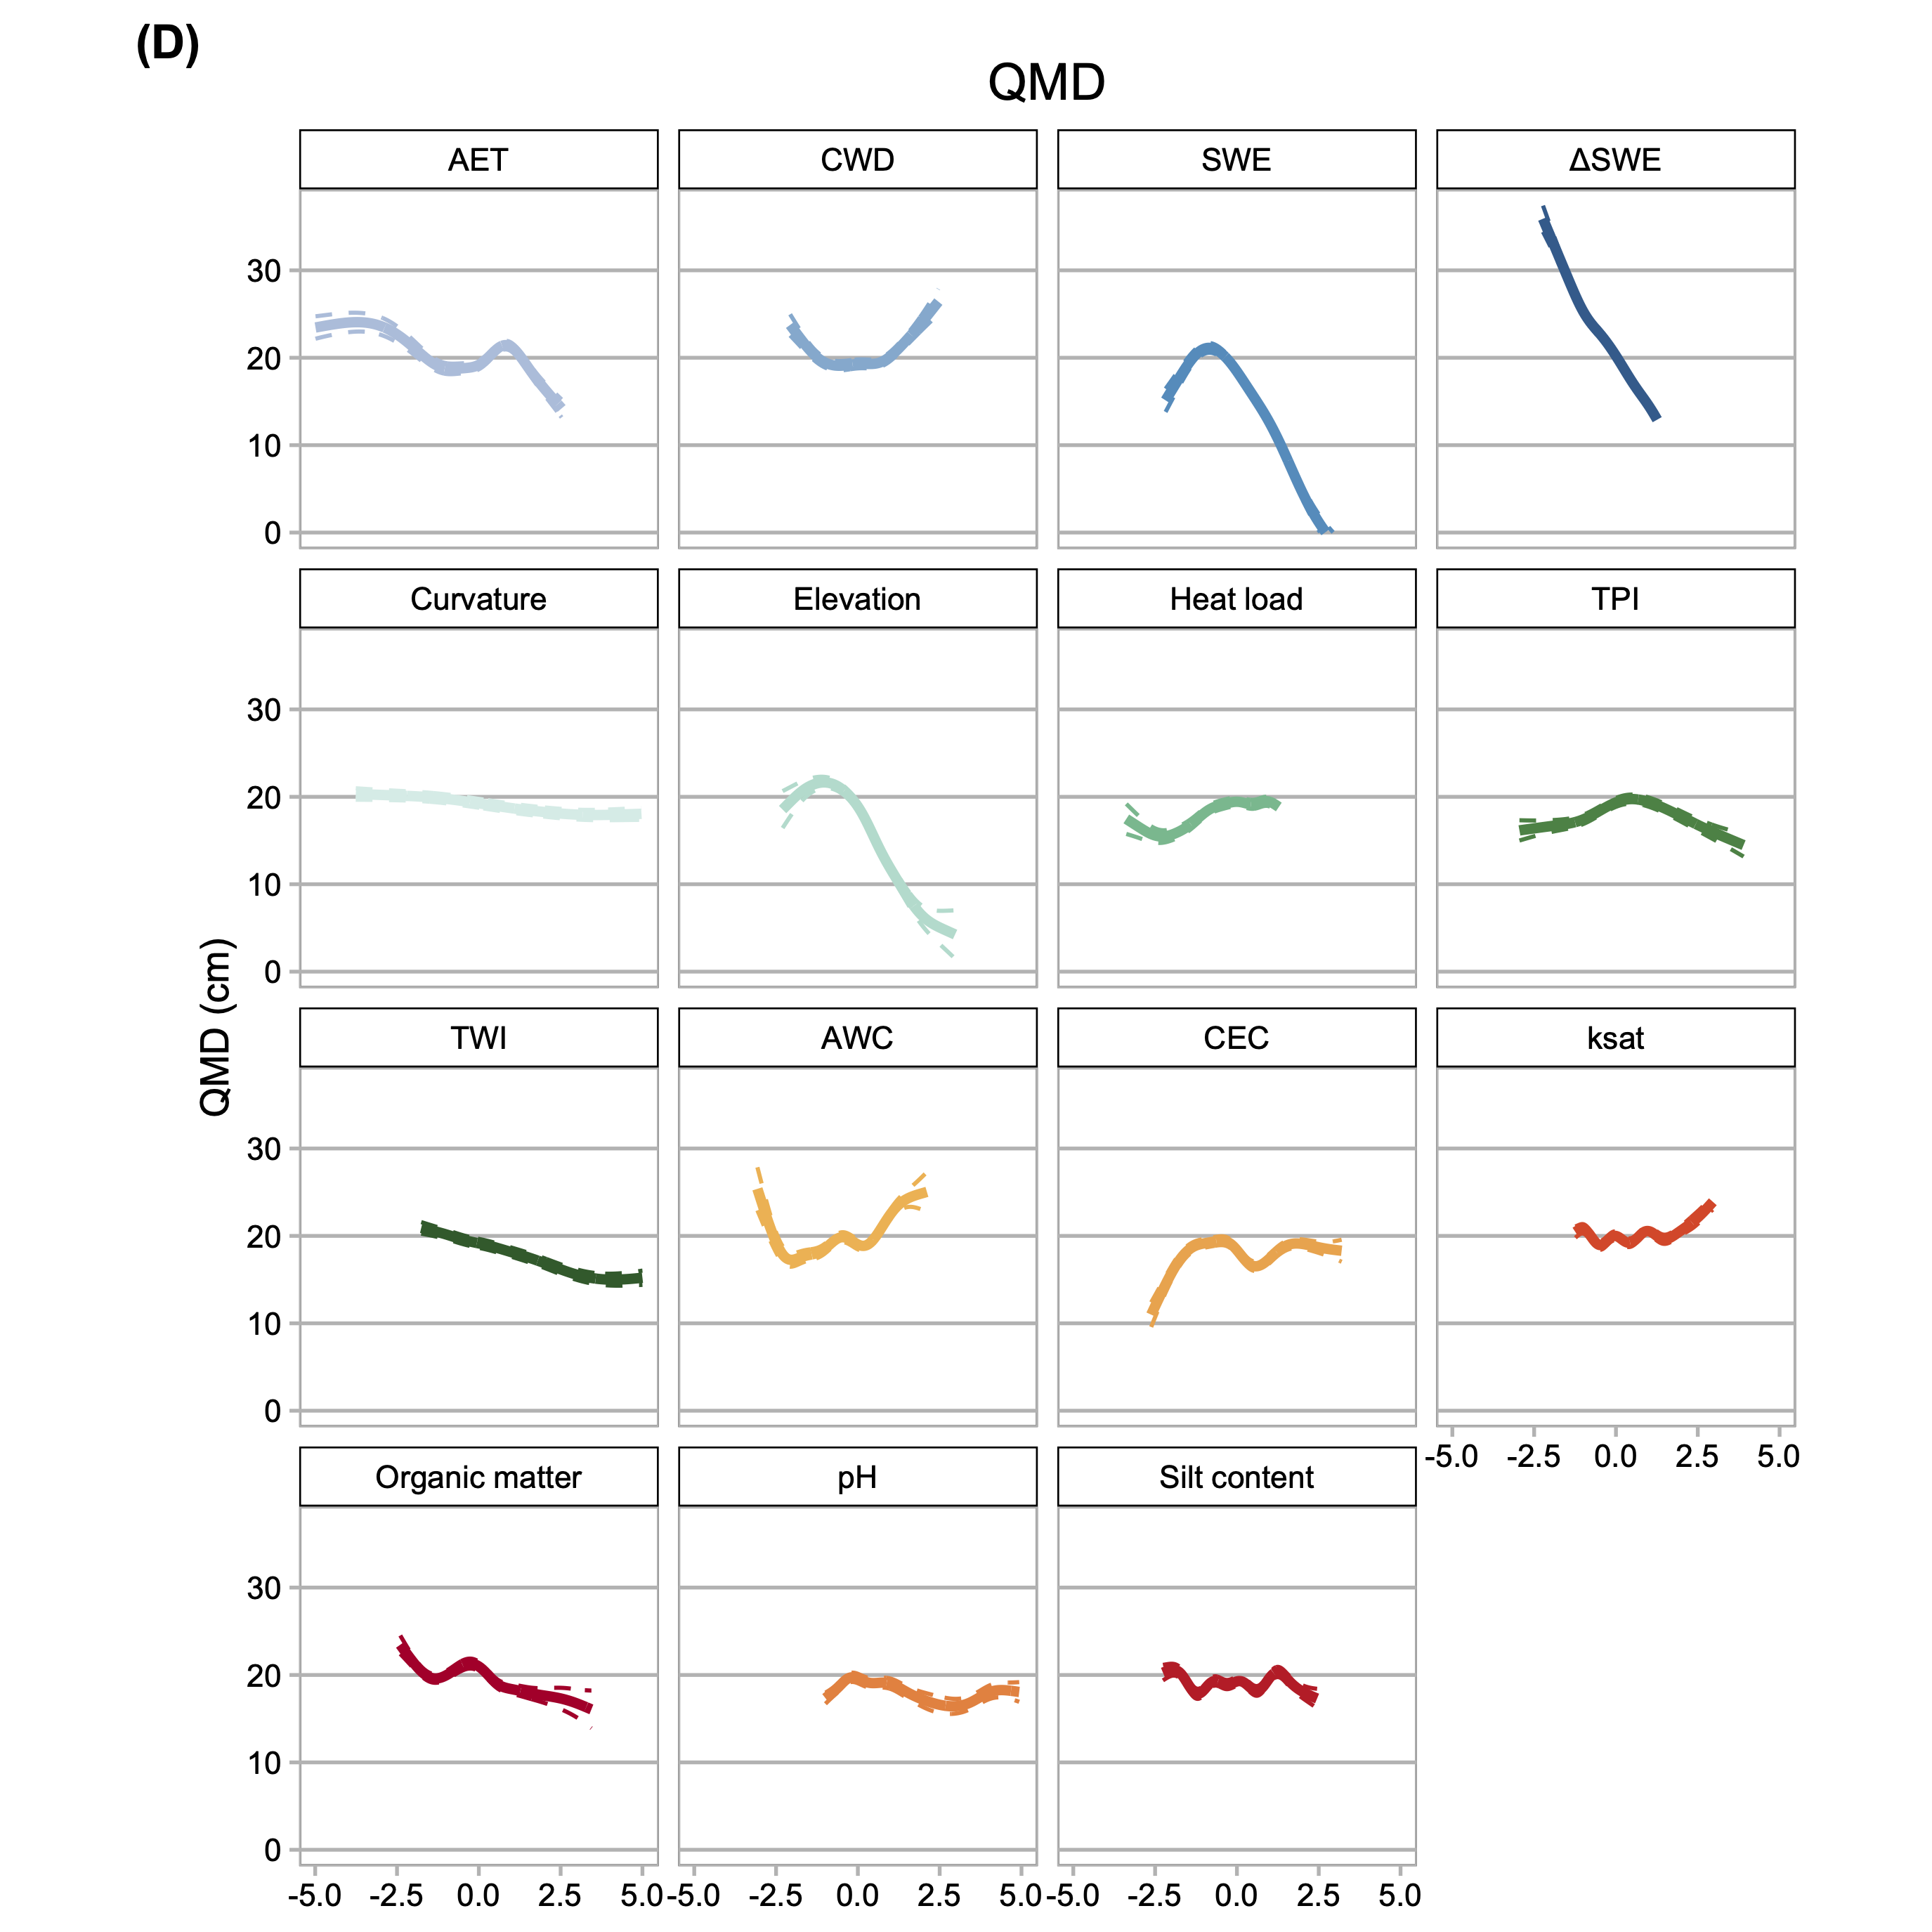 (D)
QMD
AET CWD SWE ΔSWE
30
20
10
0
Curvature Elevation Heat load TPI
30
20
10
0
QMD (cm)
TWI AWC CEC ksat
30
20
10
0
-5.0 -2.5 0.0 2.5 5.0
Organic matter pH Silt content
30
20
10
0
-5.0 -2.5 0.0 2.5 5.0 -5.0 -2.5 0.0 2.5 5.0 -5.0 -2.5 0.0 2.5 5.0